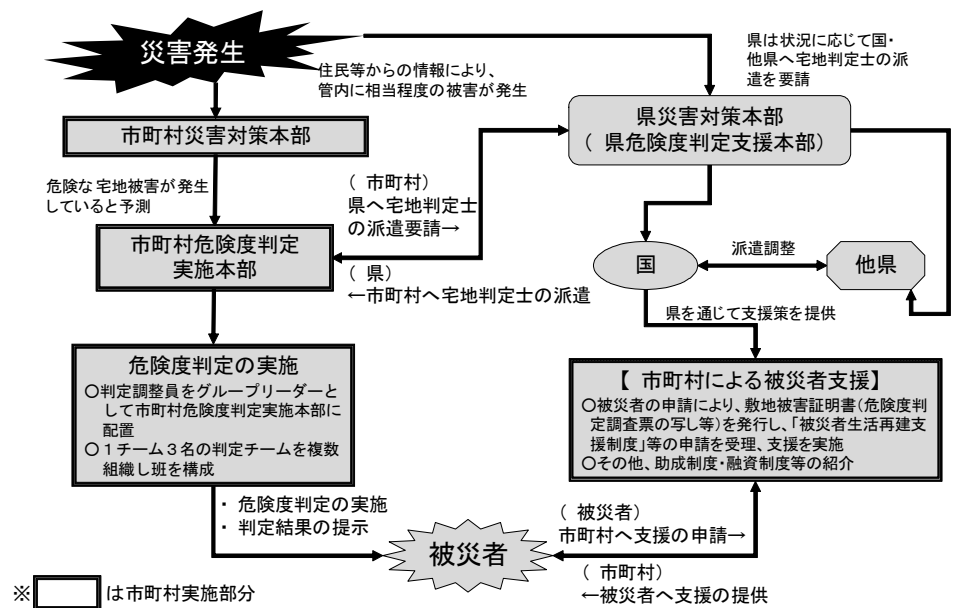 災害発生
住民等からの情報により、
管内に相当程度の被害が発生
県は状況に応じて国・
他県へ宅地判定士の派
遣を要請
市町村災害対策本部
県災害対策本部
( 県危険度判定支援本部)
危険な宅地被害が発生
していると予測
( 市町村)
県へ宅地判定士
の派遣要請→
市町村危険度判定
実施本部
( 県)
←市町村へ宅地判定士の派遣
国
派遣調整
他県
県を通じて支援策を提供
危険度判定の実施
○判定調整員をグループリーダーと
して市町村危険度判定実施本部に
配置
○1チーム3名の判定チームを複数
組織し班を構成
【 市町村による被災者支援】
○被災者の申請により、敷地被害証明書(危険度判
定調査票の写し等)を発行し、「被災者生活再建支
援制度」等の申請を受理、支援を実施
○その他、助成制度・融資制度等の紹介
・ 危険度判定の実施
・ 判定結果の提示
被災者
( 被災者)
市町村へ支援の申請→
( 市町村)
←被災者へ支援の提供
※ は市町村実施部分